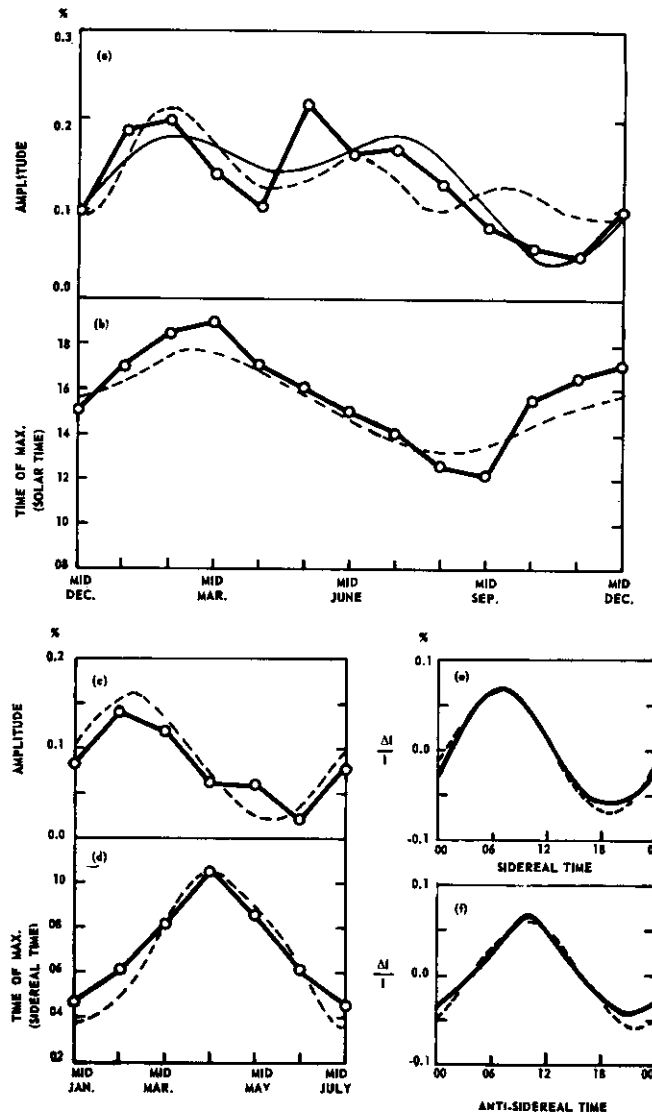 %
0.3
(a)
0.2
0.1
0.0
AMPLITUDE
(b)
18
16
14
12
10
08
TIME OF MAX.
(SOLAR TIME)
MID DEC.
MID MAR.
MID JUNE
MID SEP.
MID DEC.
%
0.2
(c)
0.1
0.0
AMPLITUDE
(d)
10
08
06
04
02
TIME OF MAX.
(SIDEREAL TIME)
MID JAN.
MID MAR.
MID MAY
MID JULY
%
0.1
(e)
ΔI
I
0.0
-0.1
00 06 12 18 00
SIDEREAL TIME
0.1
(f)
ΔI
I
0.0
-0.1
00 06 12 18 00
ANTI-SIDEREAL TIME